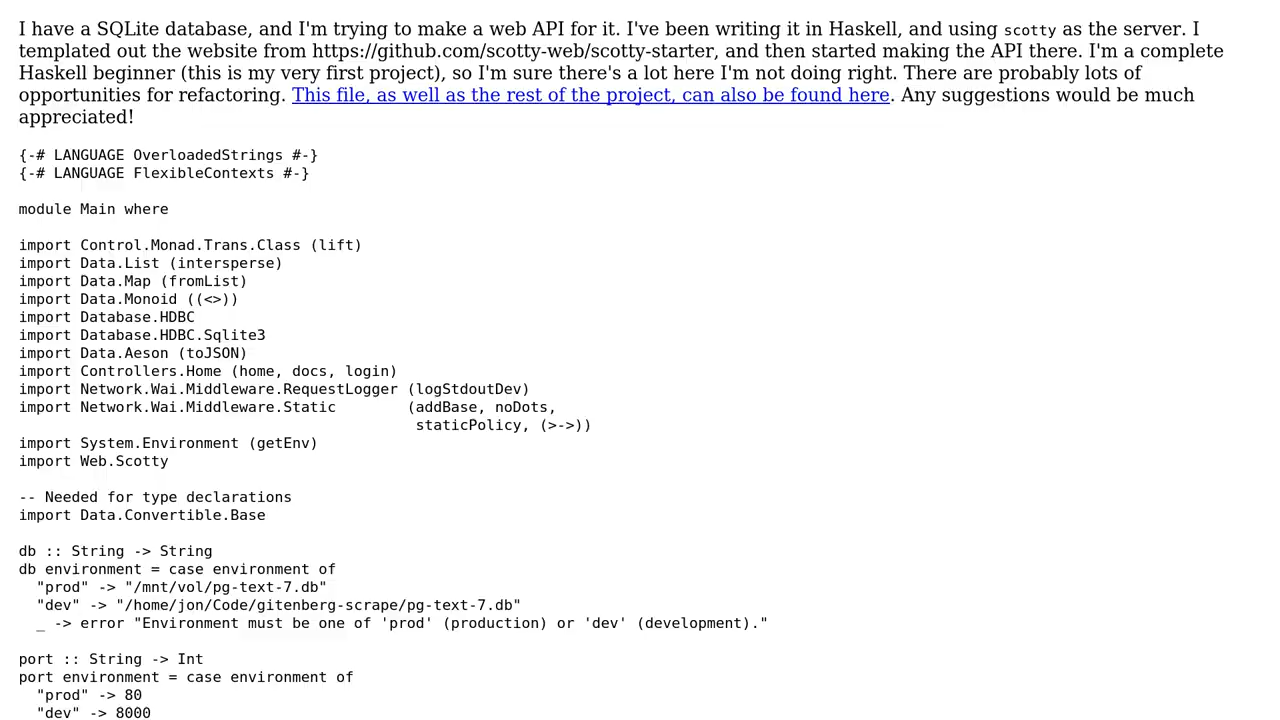 I have a SQLite database, and I'm trying to make a web API for it. I've been writing it in Haskell, and using scotty as the server. I
templated out the website from https://github.com/scotty-web/scotty-starter, and then started making the API there. I'm a complete
Haskell beginner (this is my very first project), so I'm sure there's a lot here I'm not doing right. There are probably lots of
opportunities for refactoring. This file, as well as the rest of the project, can also be found here. Any suggestions would be much
appreciated!
{-# LANGUAGE OverloadedStrings #-}
{-# LANGUAGE FlexibleContexts #-}
module Main where
import Control.Monad.Trans.Class (lift)
import Data.List (intersperse)
import Data.Map (fromList)
import Data.Monoid ((<>))
import Database.HDBC
import Database.HDBC.Sqlite3
import Data.Aeson (toJSON)
import Controllers.Home (home, docs, login)
import Network.Wai.Middleware.RequestLogger (logStdoutDev)
import Network.Wai.Middleware.Static        (addBase, noDots,
                                             staticPolicy, (>->))
import System.Environment (getEnv)
import Web.Scotty
-- Needed for type declarations
import Data.Convertible.Base
db :: String -> String
db environment = case environment of
  "prod" -> "/mnt/vol/pg-text-7.db"
  "dev" -> "/home/jon/Code/gitenberg-scrape/pg-text-7.db"
  _ -> error "Environment must be one of 'prod' (production) or 'dev' (development)."
port :: String -> Int
port environment = case environment of
  "prod" -> 80
  "dev" -> 8000